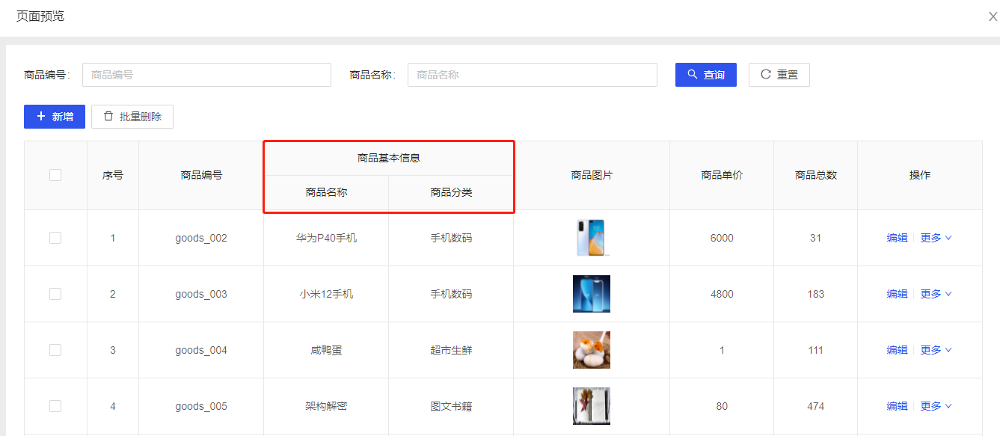 页面预览 X
商品编号: 商品编号 商品名称: 商品名称 查询 重置
新增 批量删除
序号 商品编号 商品基本信息 商品图片 商品单价 商品总数 操作
商品名称 商品分类
1 goods_002 华为P40手机 手机数码 6000 31 编辑 更多
2 goods_003 小米12手机 手机数码 4800 183 编辑 更多
3 goods_004 咸鸭蛋 超市生鲜 1 111 编辑 更多
4 goods_005 架构解密 图文书籍 80 474 编辑 更多